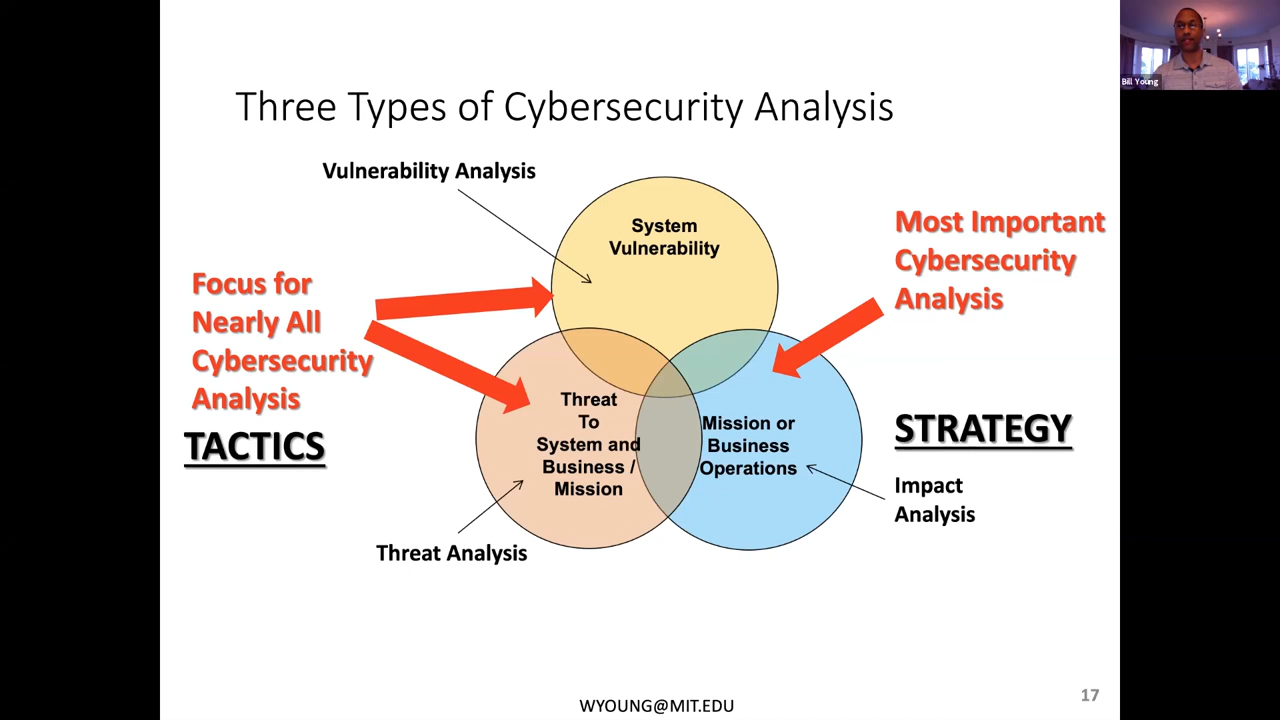 Bill Young
Three Types of Cybersecurity Analysis
Vulnerability Analysis
System
Vulnerability
Most Important
Cybersecurity
Analysis
Focus for
Nearly All
Cybersecurity
Analysis
TACTICS
Threat
To
System and
Business /
Mission
Mission or
Business
Operations
STRATEGY
Impact
Analysis
Threat Analysis
WYOUNG@MIT.EDU
17